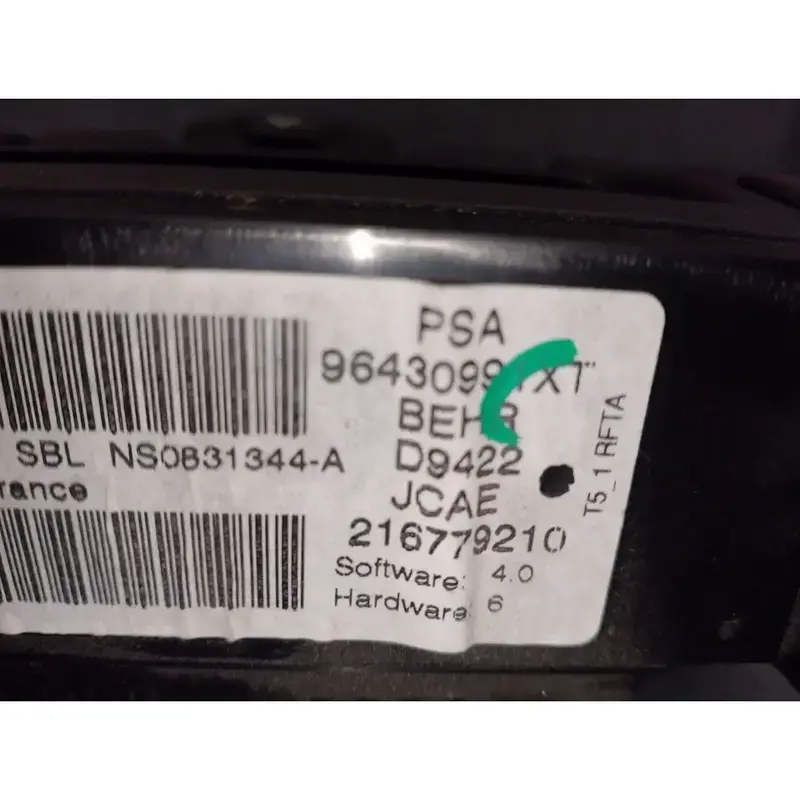 PSA
BEHR
SBL NS0831344-A
D9422
rance
JCAE
216779210
Software: 4.0
Hardware: 6
T5_1 RFTA